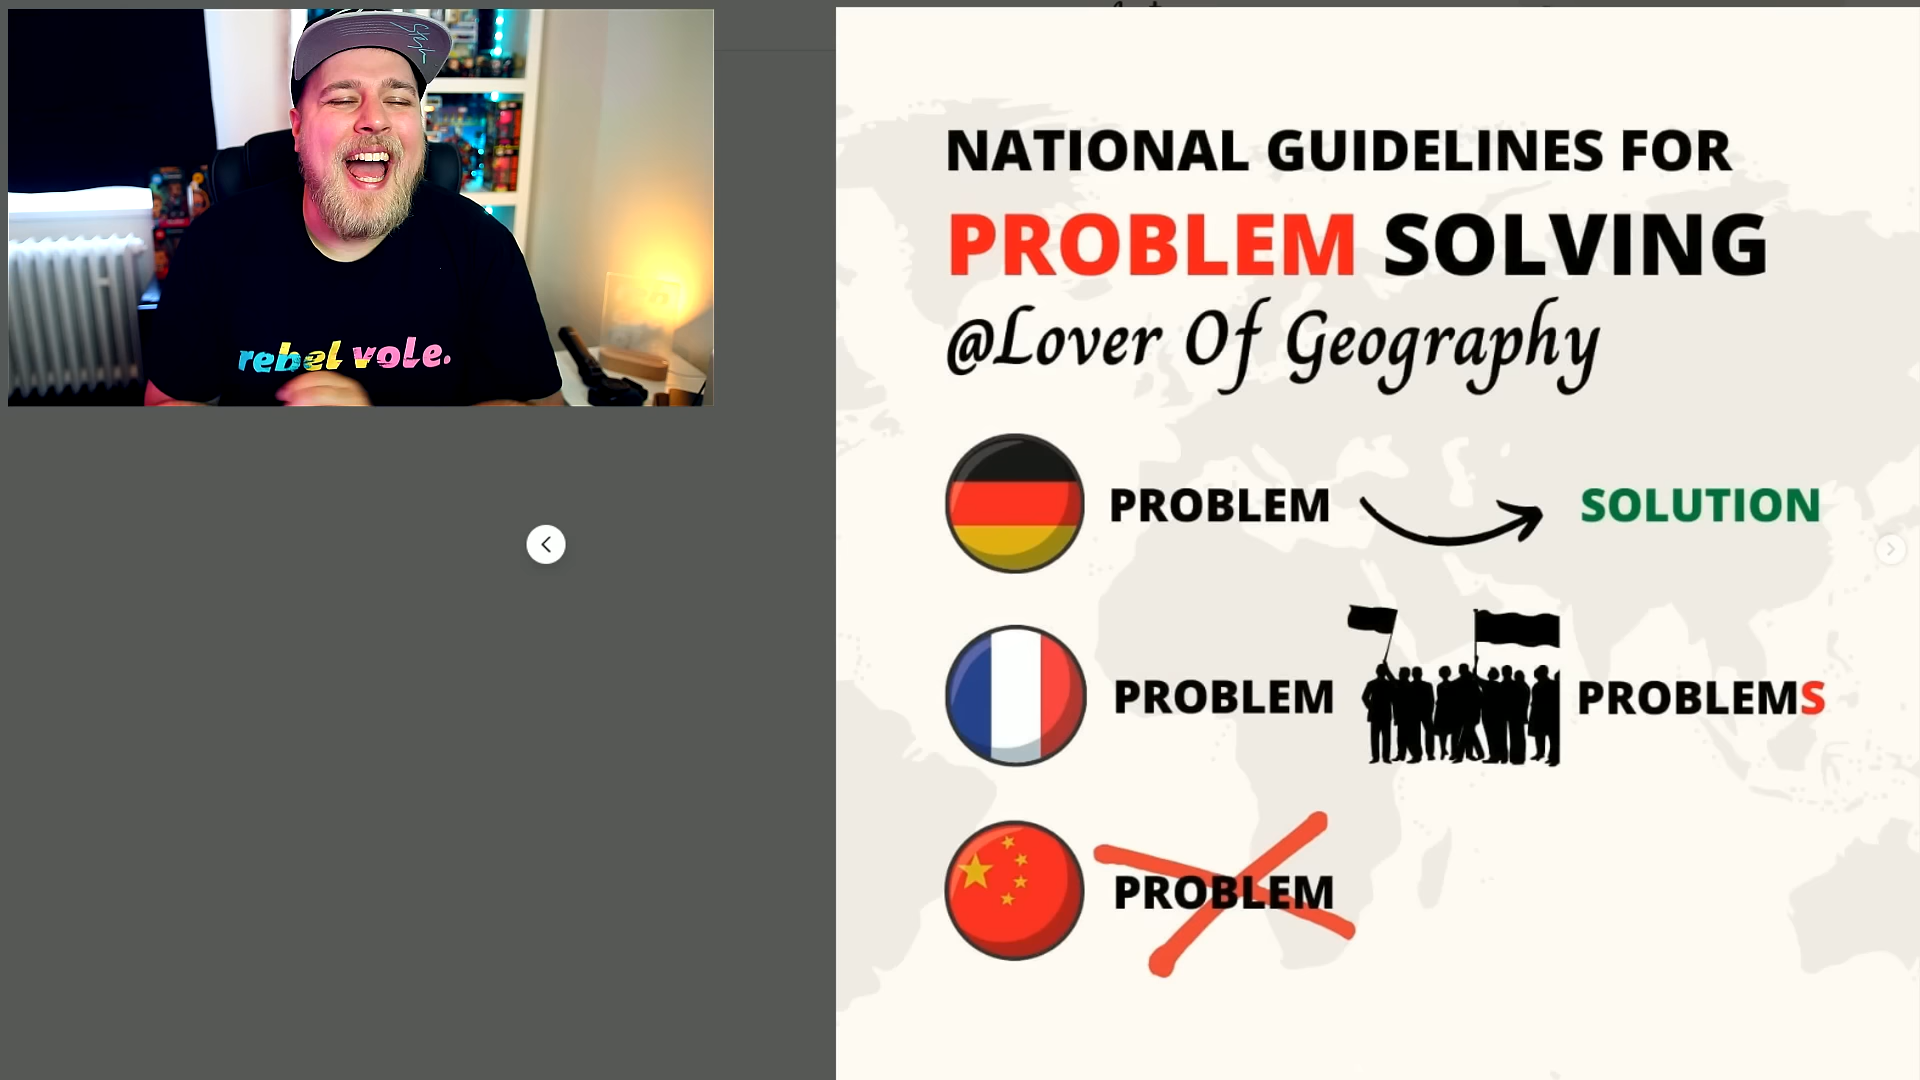 rebel vole.
NATIONAL GUIDELINES FOR
PROBLEM SOLVING
@Lover Of Geography
PROBLEM SOLUTION
PROBLEM PROBLEMS
PROBLEM